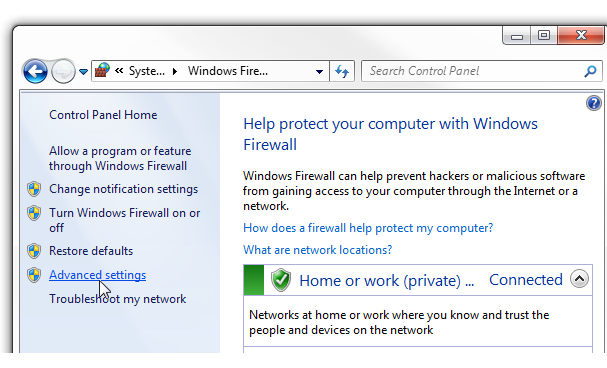 « Syste... Windows Fire... Search Control Panel
Control Panel Home
Allow a program or feature
through Windows Firewall
Change notification settings
Turn Windows Firewall on or
off
Restore defaults
Advanced settings
Troubleshoot my network
Help protect your computer with Windows
Firewall
Windows Firewall can help prevent hackers or malicious software
from gaining access to your computer through the Internet or a
network.
How does a firewall help protect my computer?
What are network locations?
Home or work (private) ... Connected
Networks at home or work where you know and trust the
people and devices on the network